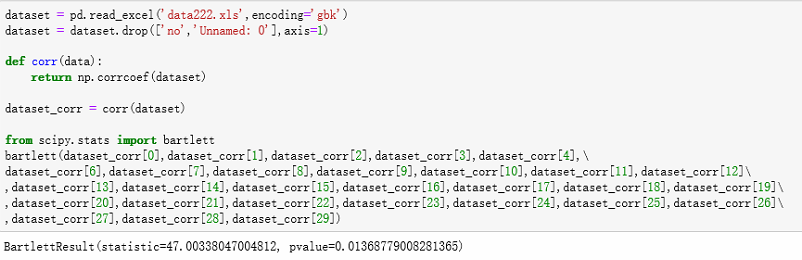 dataset = pd.read_excel('data222.xls',encoding='gbk')
dataset = dataset.drop(['no','Unnamed: 0'],axis=1)
def corr(data):
    return np.corrcoef(dataset)
dataset_corr = corr(dataset)
from scipy.stats import bartlett
bartlett(dataset_corr[0],dataset_corr[1],dataset_corr[2],dataset_corr[3],dataset_corr[4],\
dataset_corr[6],dataset_corr[7],dataset_corr[8],dataset_corr[9],dataset_corr[10],dataset_corr[11],dataset_corr[12]\
,dataset_corr[13],dataset_corr[14],dataset_corr[15],dataset_corr[16],dataset_corr[17],dataset_corr[18],dataset_corr[19]\
,dataset_corr[20],dataset_corr[21],dataset_corr[22],dataset_corr[23],dataset_corr[24],dataset_corr[25],dataset_corr[26]\
,dataset_corr[27],dataset_corr[28],dataset_corr[29])
BartlettResult(statistic=47.00338047004812, pvalue=0.01368779008281365)